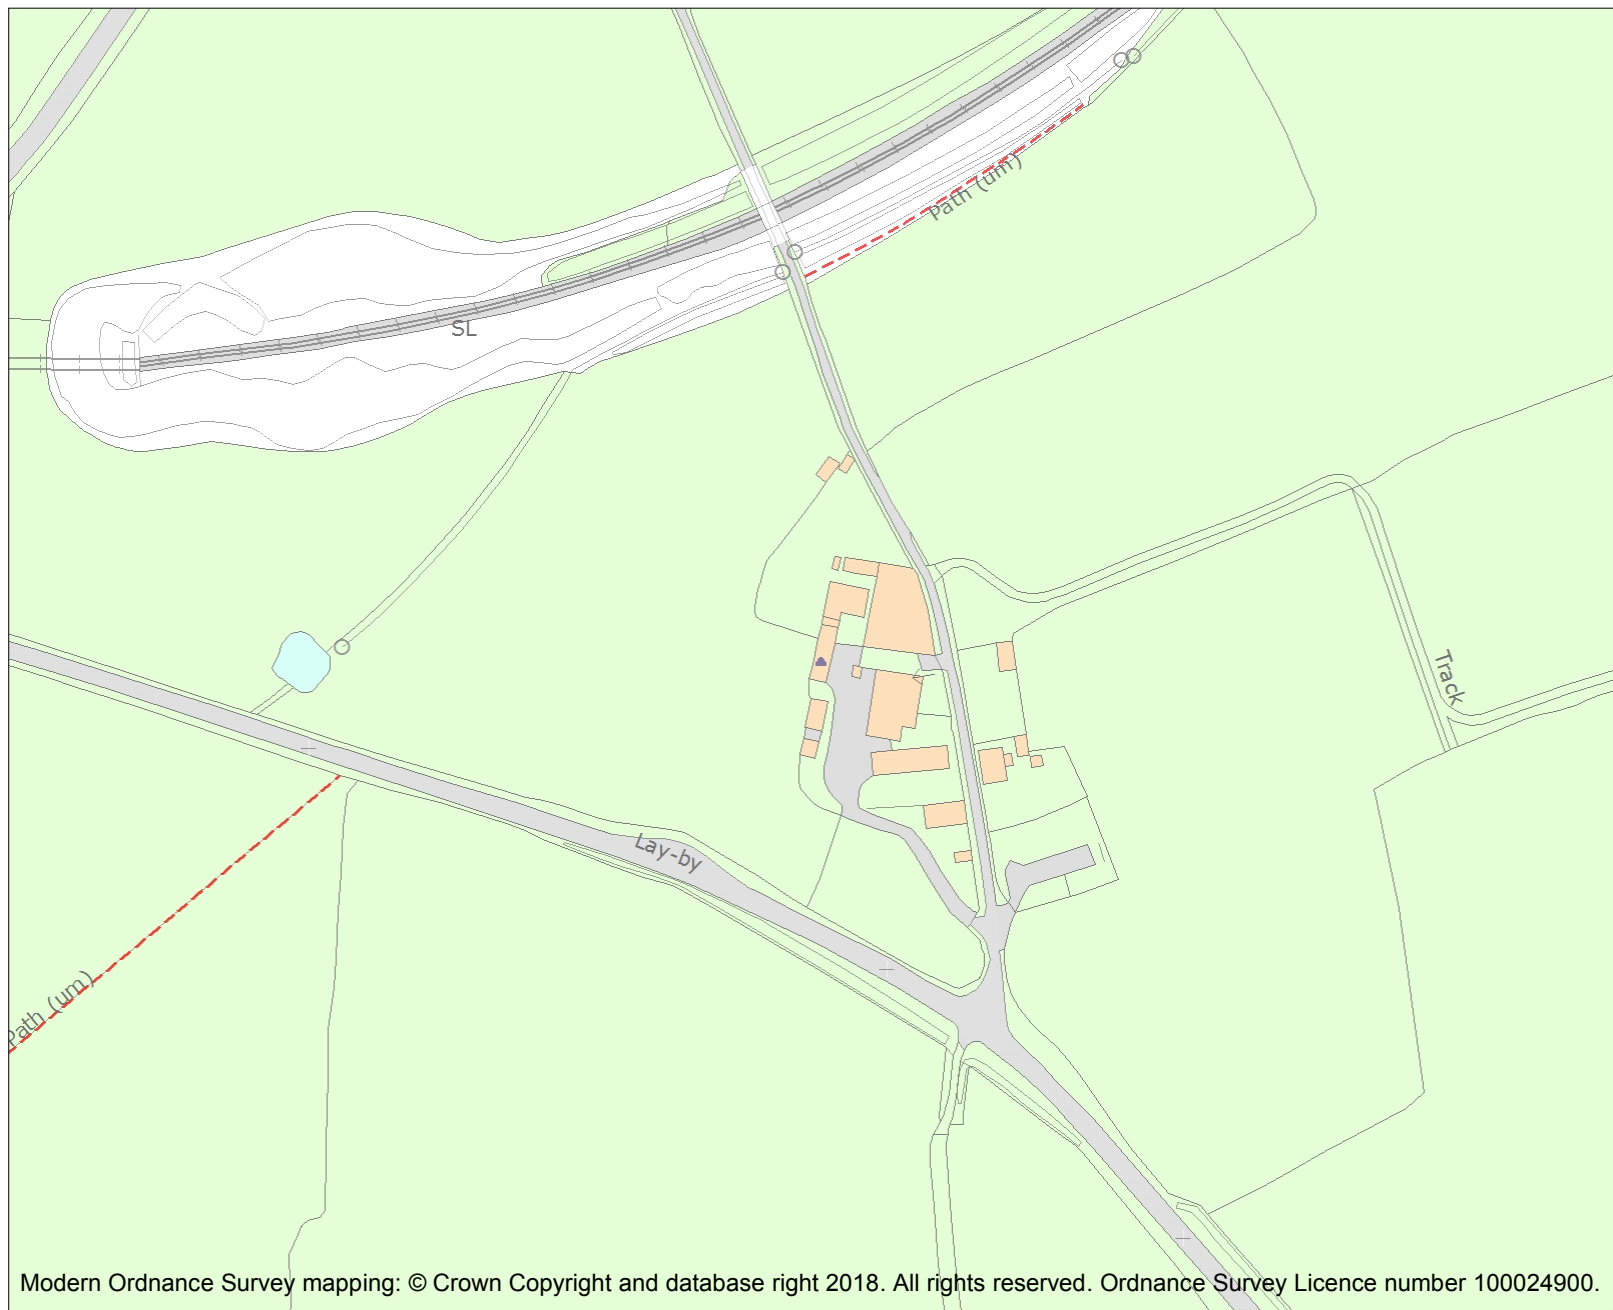 Path (um)
SL
Track
Lay-by
Path (um)
Modern Ordnance Survey mapping: © Crown Copyright and database right 2018. All rights reserved. Ordnance Survey Licence number 100024900.